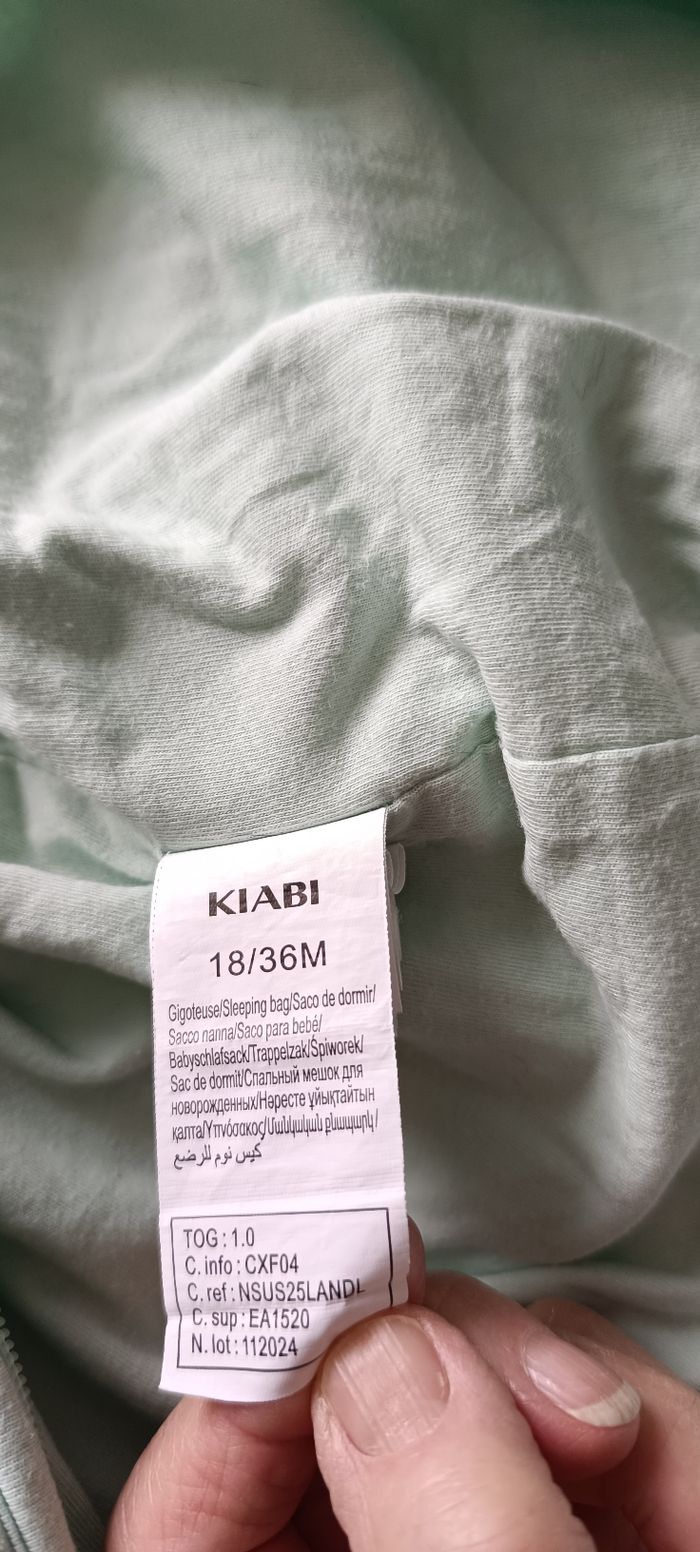 KIABI
18/36M
Gigoteuse/Sleeping bag/Saco de dormir/
Sacco nanna/Saco para bebé/
Babyschlafsack/Trappelzak/Śpiworek/
Sac de dormit/Спальный мешок для
новорожденных/Нәресте ұйықтайтын
қалта/Υπνόσακος/Մանկական քնապարկ/
كيس نوم للرضع
TOG : 1.0
C. info : CXF04
C. ref : NSUS25LANDL
C. sup : EA1520
N. lot : 112024